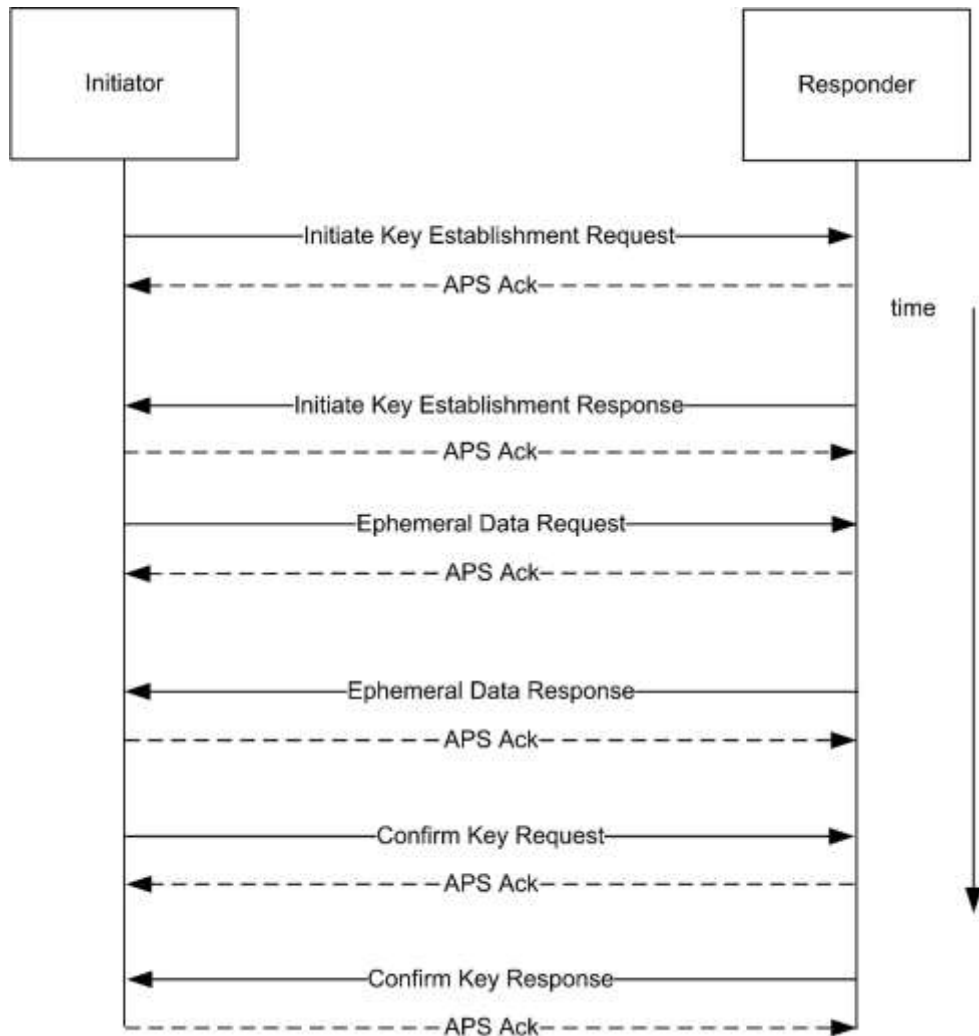 Initiator
Responder
Initiate Key Establishment Request
APS Ack
time
Initiate Key Establishment Response
APS Ack
Ephemeral Data Request
APS Ack
Ephemeral Data Response
APS Ack
Confirm Key Request
APS Ack
Confirm Key Response
APS Ack